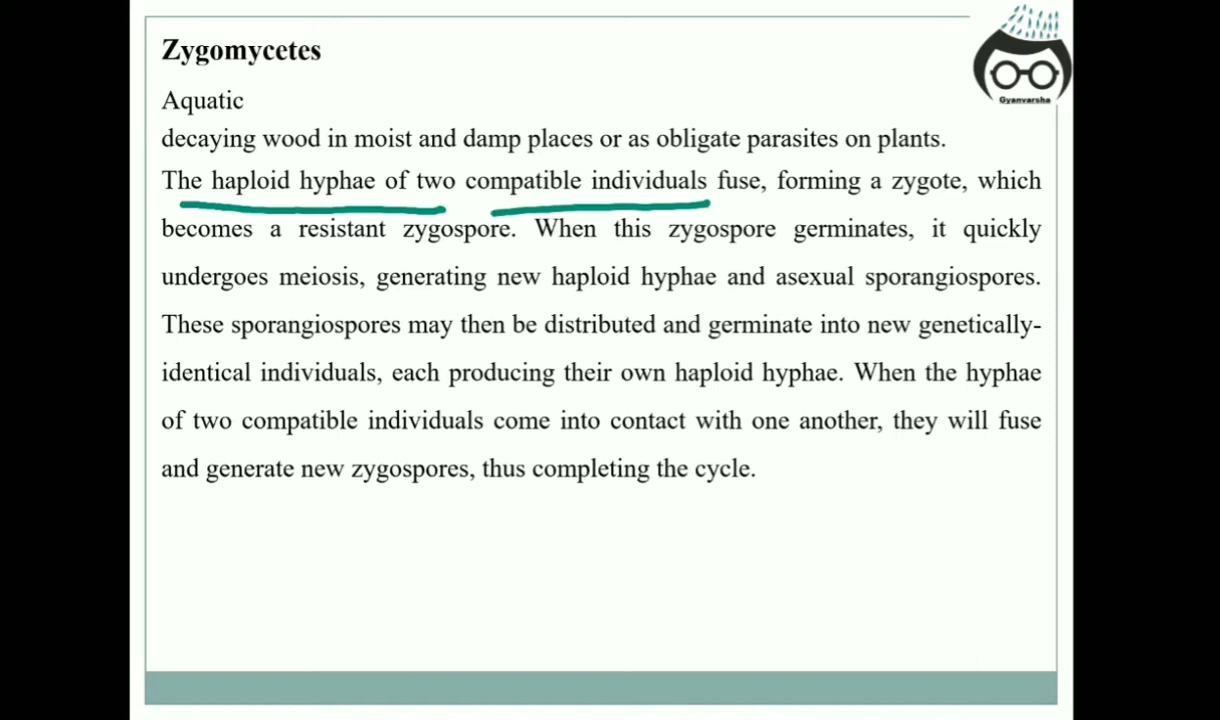 Zygomycetes
Gyanvarsha
Aquatic
decaying wood in moist and damp places or as obligate parasites on plants.
The haploid hyphae of two compatible individuals fuse, forming a zygote, which
becomes a resistant zygospore. When this zygospore germinates, it quickly
undergoes meiosis, generating new haploid hyphae and asexual sporangiospores.
These sporangiospores may then be distributed and germinate into new genetically-
identical individuals, each producing their own haploid hyphae. When the hyphae
of two compatible individuals come into contact with one another, they will fuse
and generate new zygospores, thus completing the cycle.